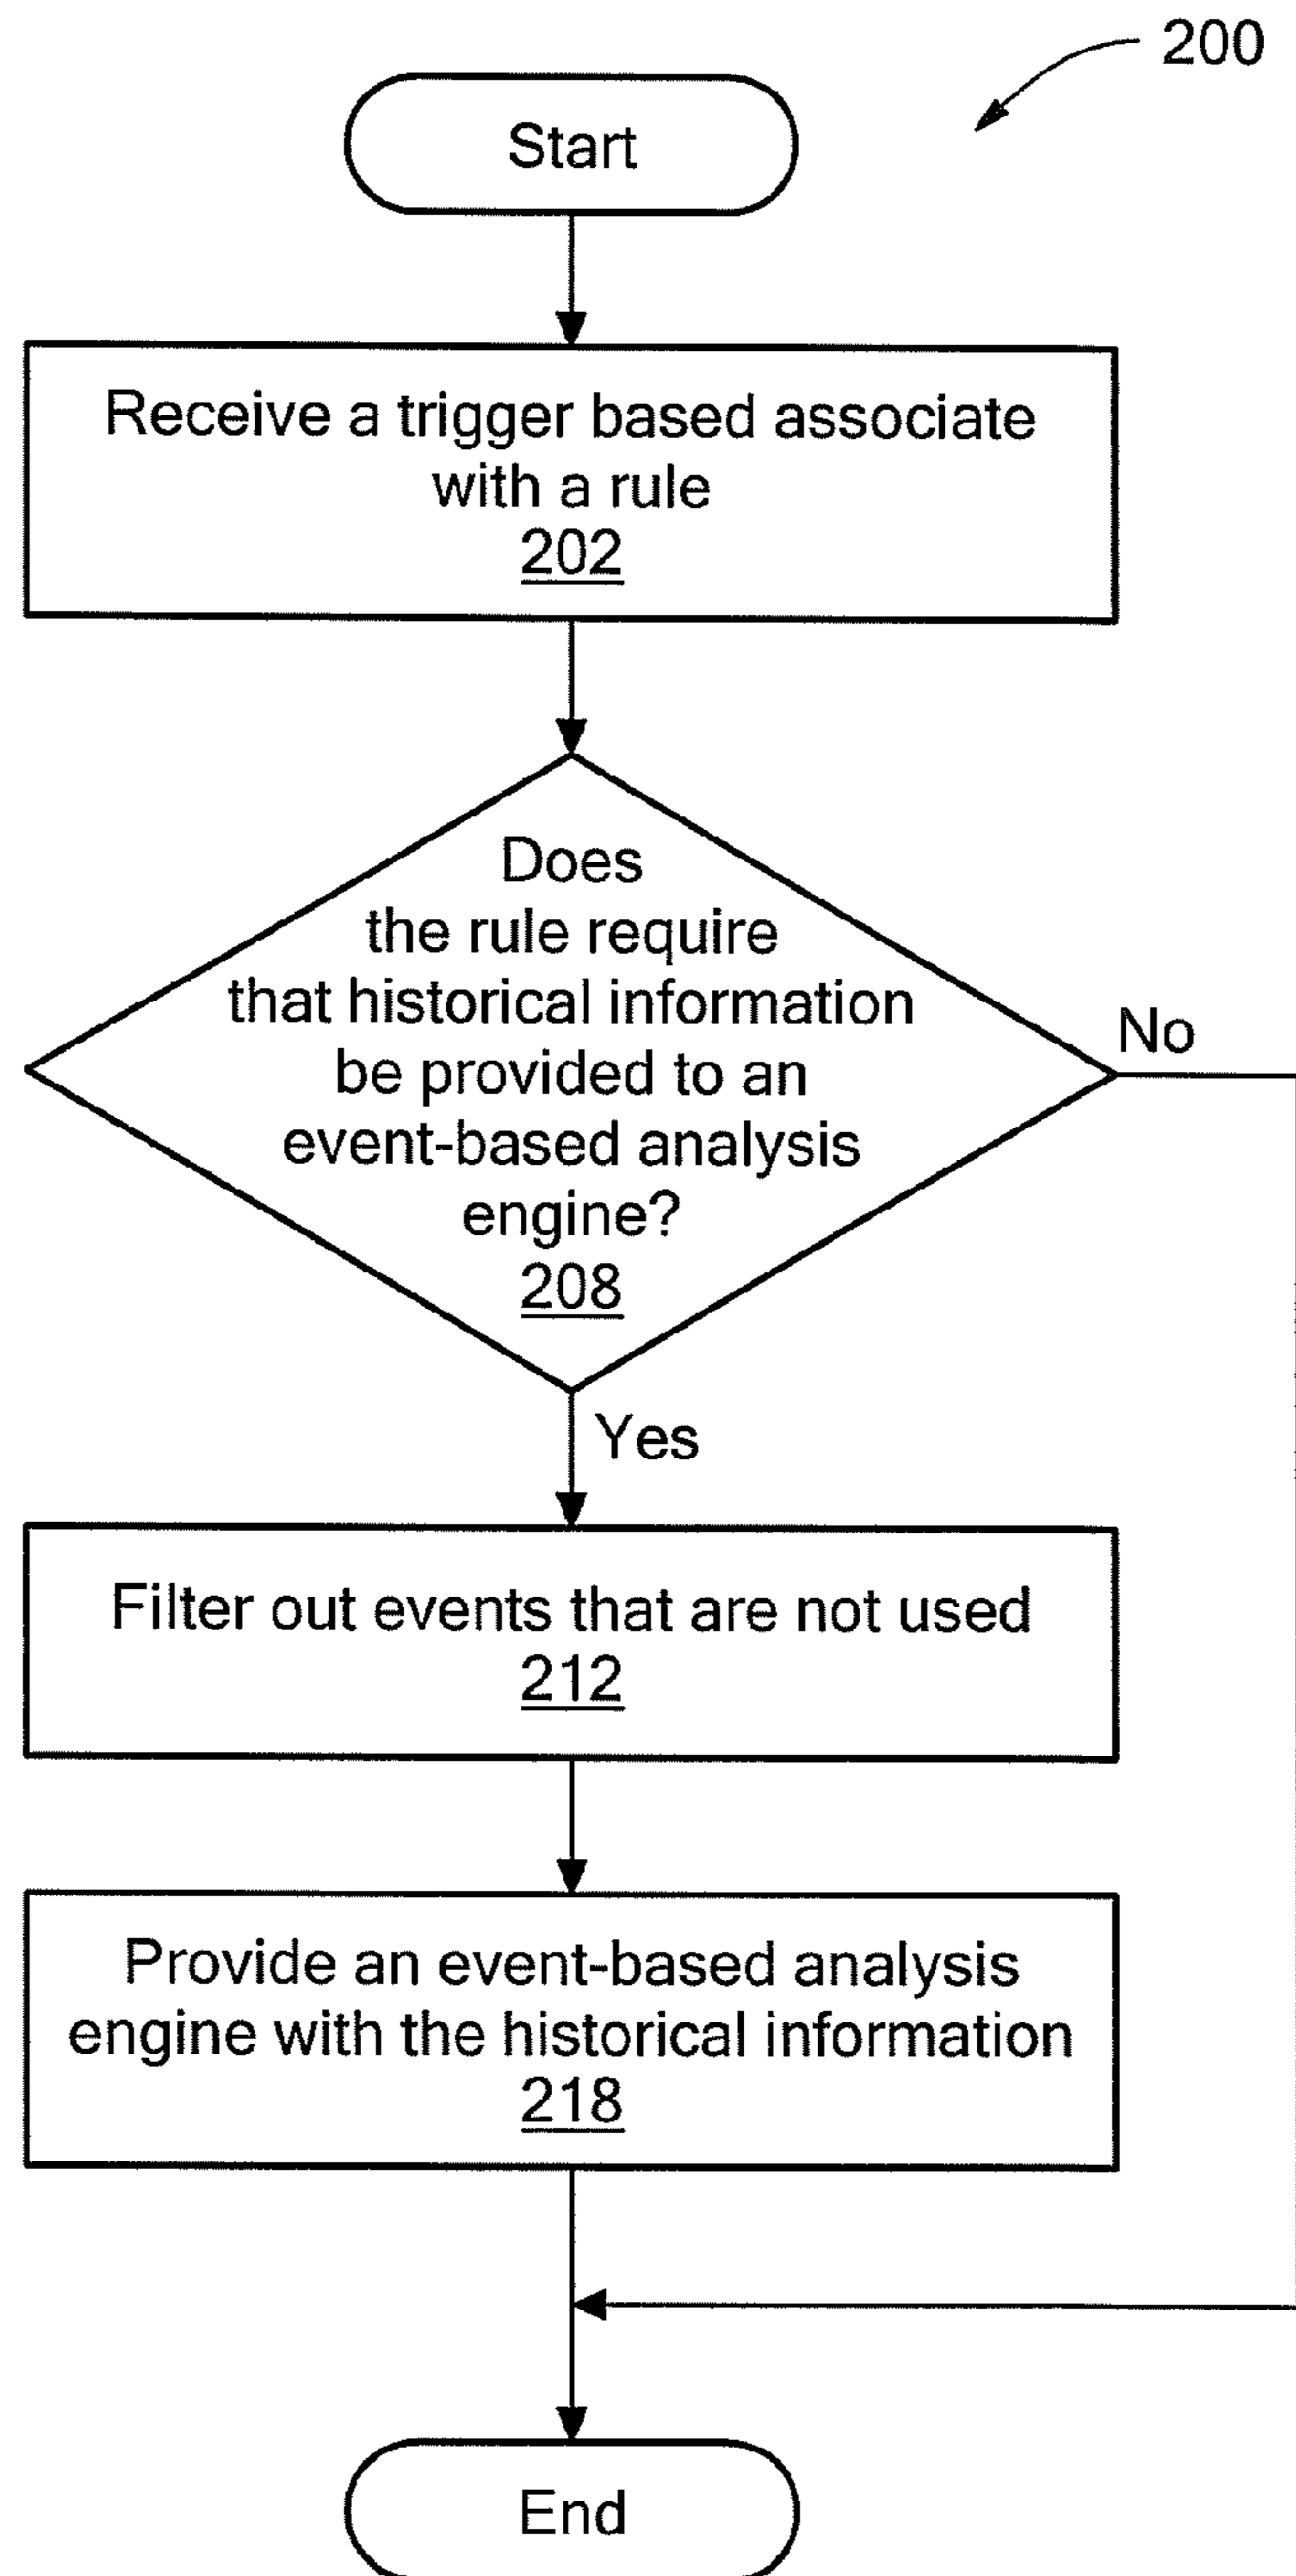 200
Start
Receive a trigger based associate
with a rule
202
Does
the rule require
that historical information
be provided to an
event-based analysis
engine?
208
No
Yes
Filter out events that are not used
212
Provide an event-based analysis
engine with the historical information
218
End